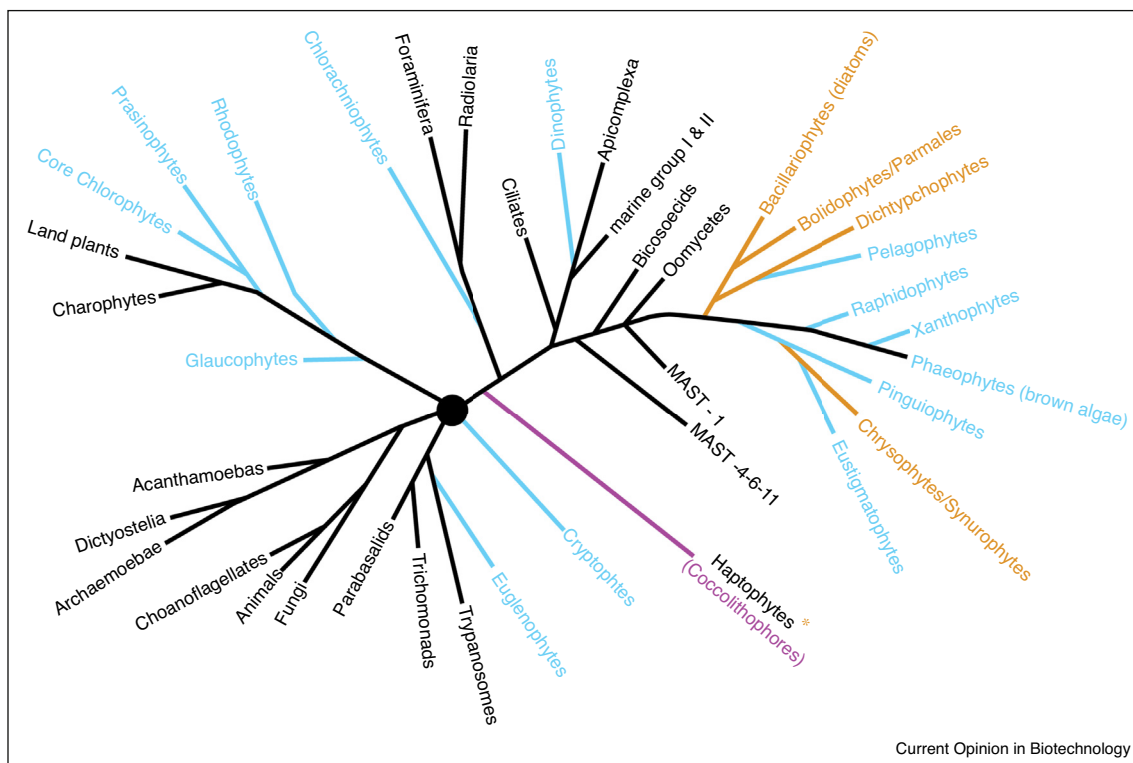 Foraminifera
Radiolaria
Chlorachniophytes
Dinophytes
Apicomplexa
Bacillariophytes (diatoms)
Prasinophytes
Rhodophytes
marine group I & II
Bolidophytes/Parmales
Core Chlorophytes
Ciliates
Bicosoecids
Oomycetes
Dichtypchophytes
Land plants
Pelagophytes
Charophytes
Raphidophytes
Xanthophytes
Glaucophytes
Phaeophytes (brown algae)
MAST - 1
Pinguiophytes
MAST -4-6-11
Chrysophytes/Synurophytes
Eustigmatophytes
Acanthamoebas
Dictyostelia
Archaemoebae
Choanoflagellates
Animals
Fungi
Parabasalids
Trichomonads
Trypanosomes
Euglenophytes
Cryptophtes
Haptophytes *
(Coccolithophores)
Current Opinion in Biotechnology